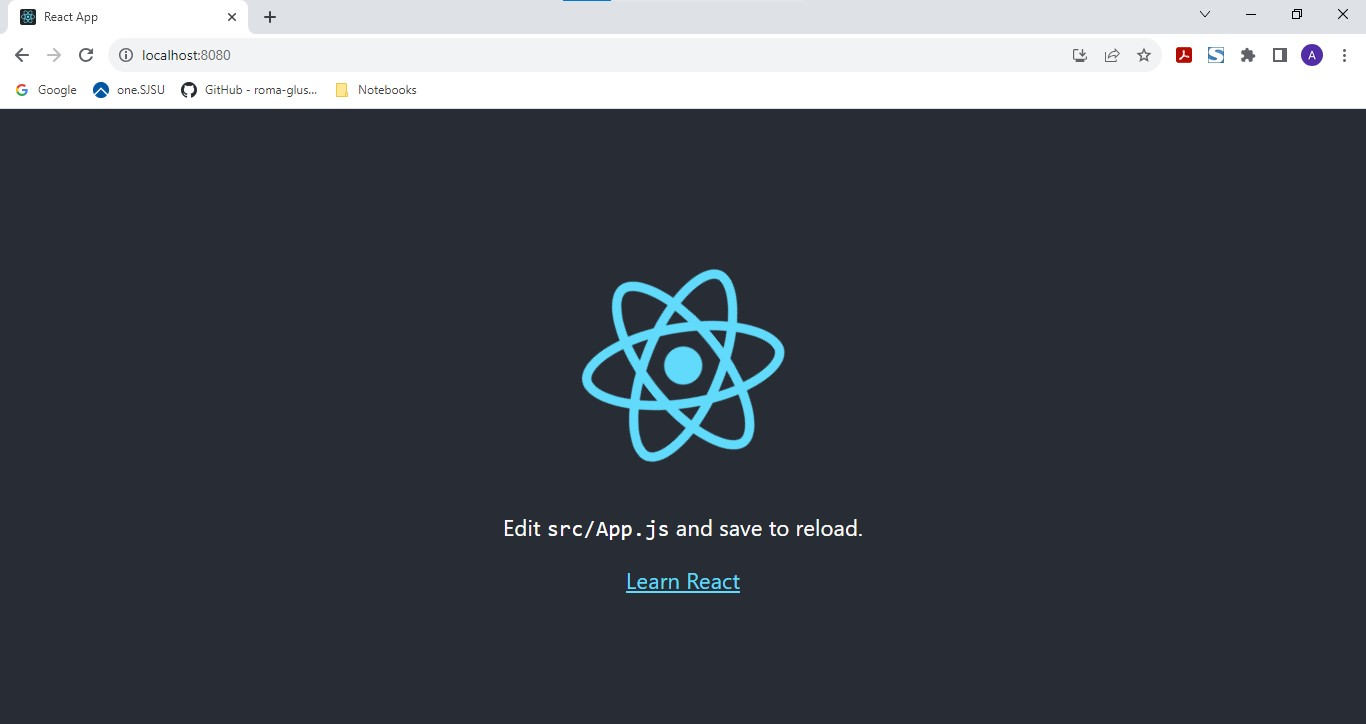 React App
localhost:8080
Google one.SJSU GitHub - roma-glus... Notebooks
A
Edit src/App.js and save to reload.
Learn React